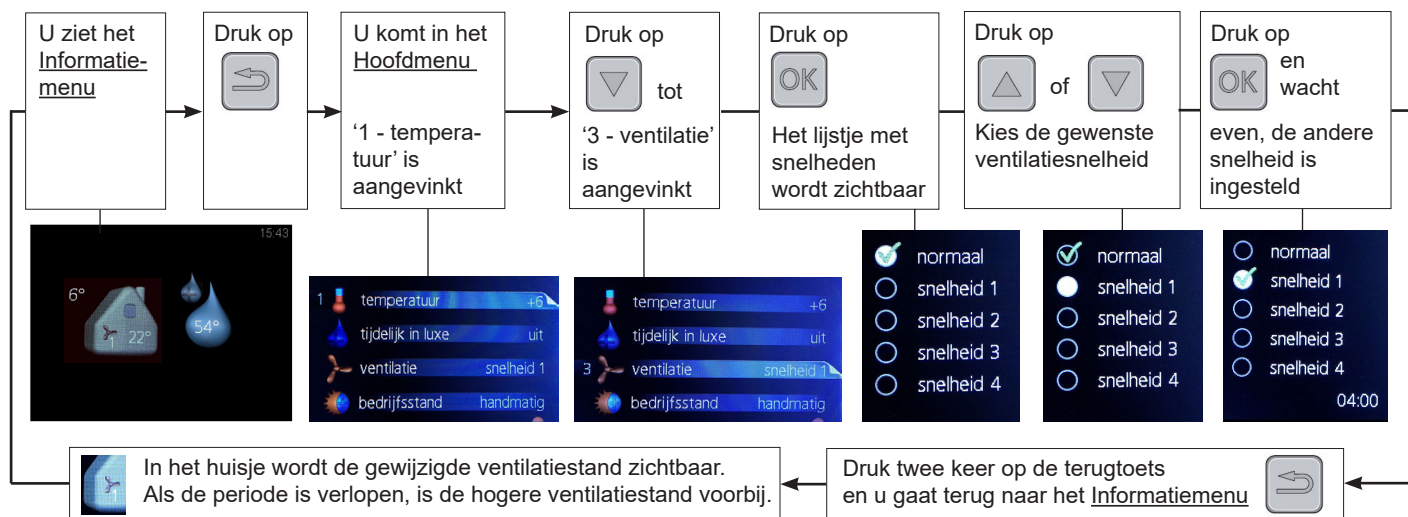 U ziet het
Informatie-
menu
Druk op
U komt in het
Hoofdmenu
'1 - tempera-
tuur' is
aangevinkt
Druk op
tot
'3 - ventilatie'
is
aangevinkt
Druk op
OK
Het lijstje met
snelheden
wordt zichtbaar
Druk op
of
Kies de gewenste
ventilatiesnelheid
Druk op
OK en
wacht
even, de andere
snelheid is
ingesteld
15:43
6°
1 22°
54°
1 temperatuur +6
tijdelijk in luxe uit
ventilatie snelheid 1
bedrijfsstand handmatig
temperatuur +6
tijdelijk in luxe uit
3 ventilatie snelheid 1
bedrijfsstand handmatig
normaal
snelheid 1
snelheid 2
snelheid 3
snelheid 4
normaal
snelheid 1
snelheid 2
snelheid 3
snelheid 4
normaal
snelheid 1
snelheid 2
snelheid 3
snelheid 4
04:00
1
In het huisje wordt de gewijzigde ventilatiestand zichtbaar.
Als de periode is verlopen, is de hogere ventilatiestand voorbij.
Druk twee keer op de terugtoets
en u gaat terug naar het Informatiemenu